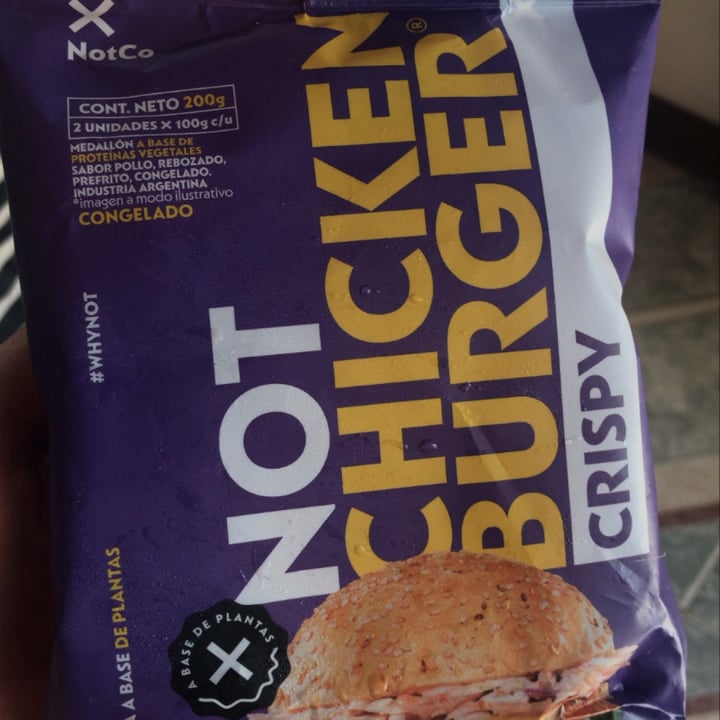 NotCo
CONT. NETO 200g
2 UNIDADES X 100g c/u
MEDALLÓN A BASE DE
PROTEÍNAS VEGETALES
SABOR POLLO, REBOZADO,
PREFRITO, CONGELADO.
INDUSTRIA ARGENTINA
*imagen a modo ilustrativo
CONGELADO
#WHYNOT
NOT
CHICKEN
BURGER®
CRISPY
A BASE DE PLANTAS
A A BASE DE PLANTAS